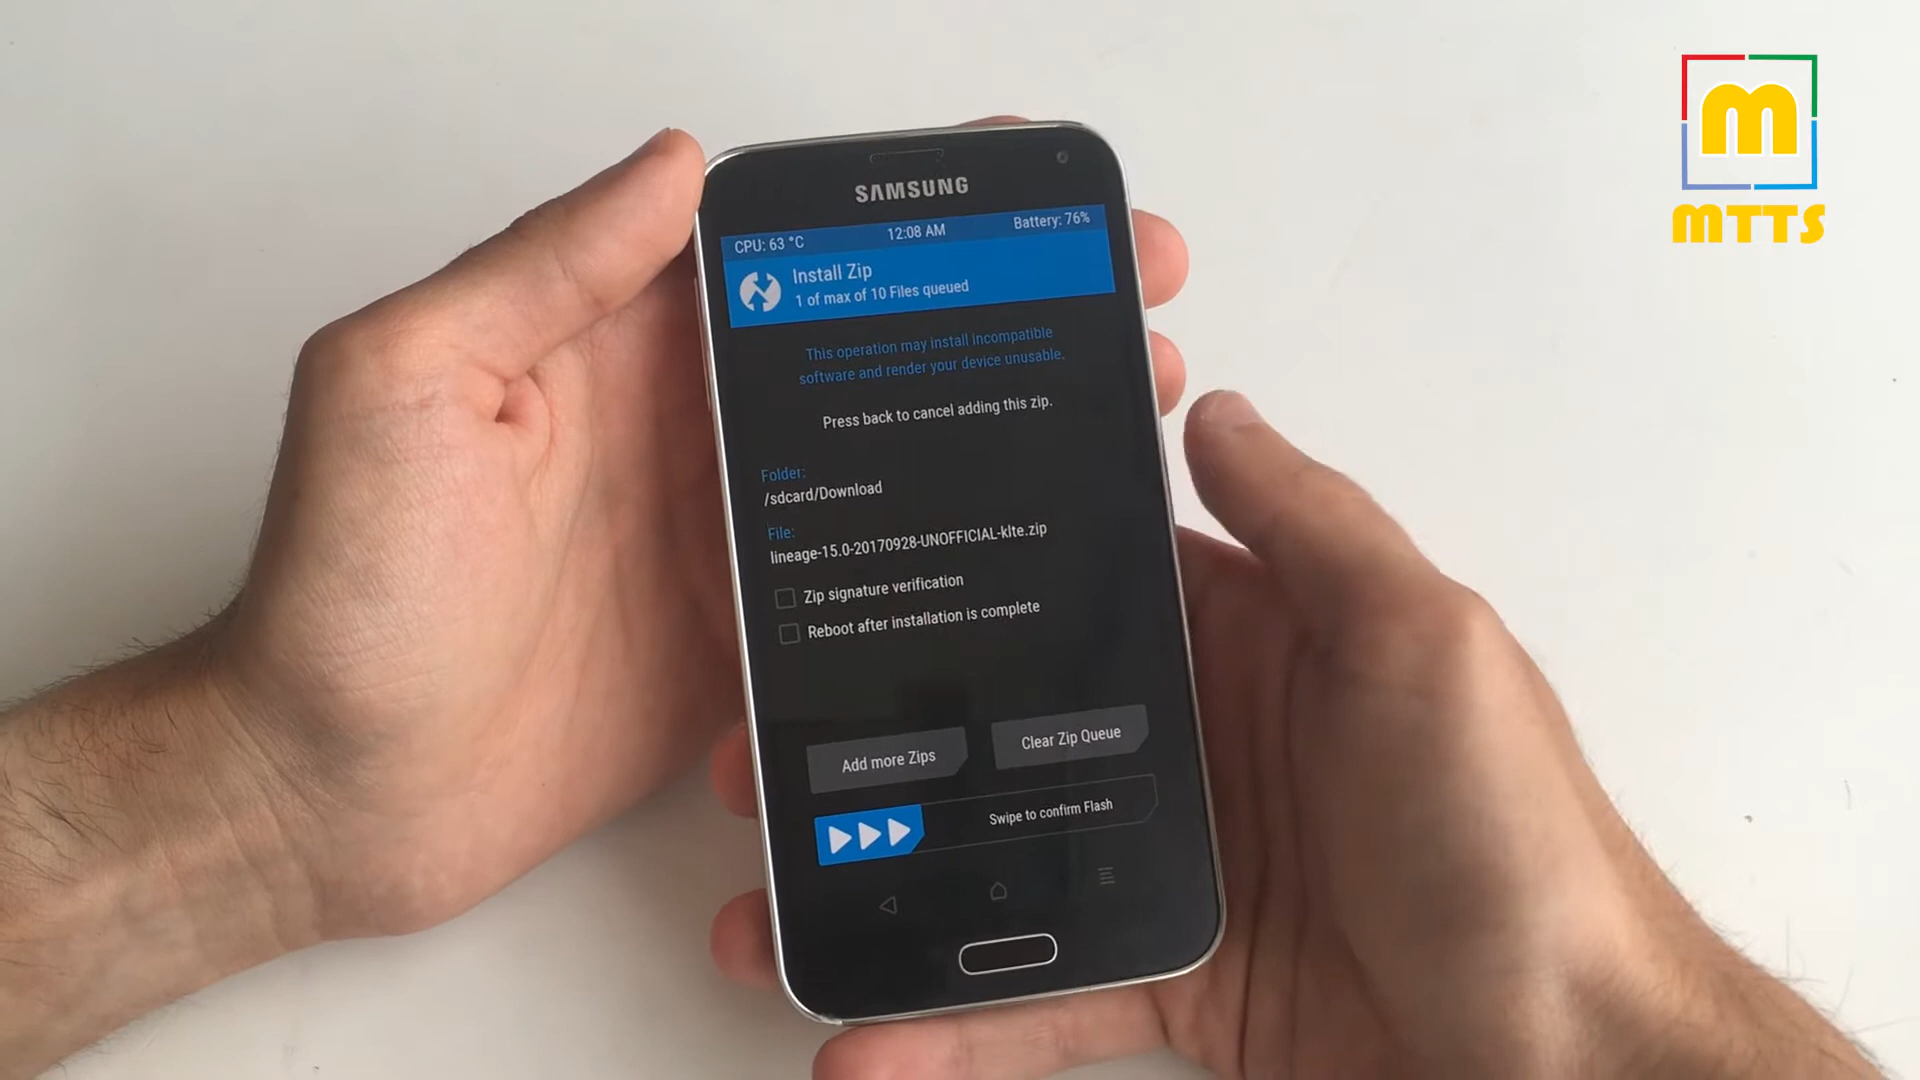 M
MTTS
SAMSUNG
CPU: 63 °C 12:08 AM Battery: 76%
Install Zip
1 of max of 10 Files queued
This operation may install incompatible
software and render your device unusable.
Press back to cancel adding this zip.
Folder:
/sdcard/Download
File:
lineage-15.0-20170928-UNOFFICIAL-klte.zip
Zip signature verification
Reboot after installation is complete
Add more Zips
Clear Zip Queue
Swipe to confirm Flash